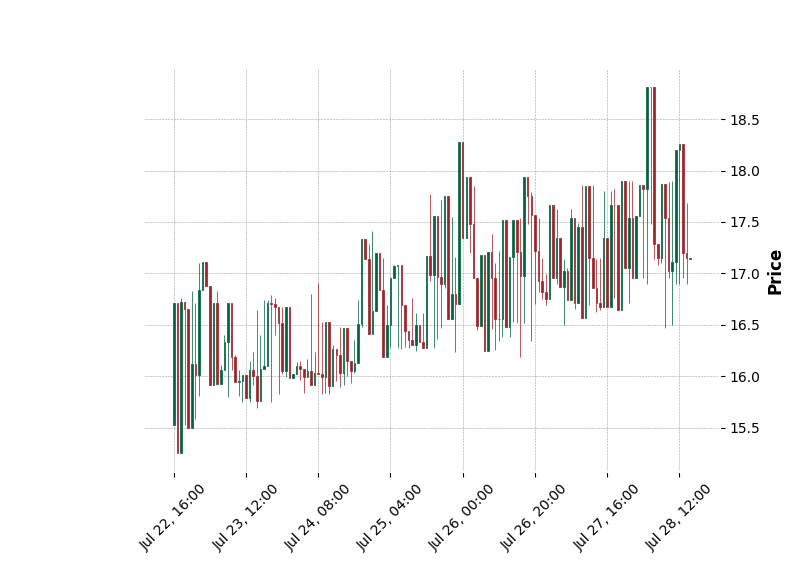 18.5
18.0
17.5
17.0
16.5
16.0
15.5
Price
Jul 22, 16:00
Jul 23, 12:00
Jul 24, 08:00
Jul 25, 04:00
Jul 26, 00:00
Jul 26, 20:00
Jul 27, 16:00
Jul 28, 12:00